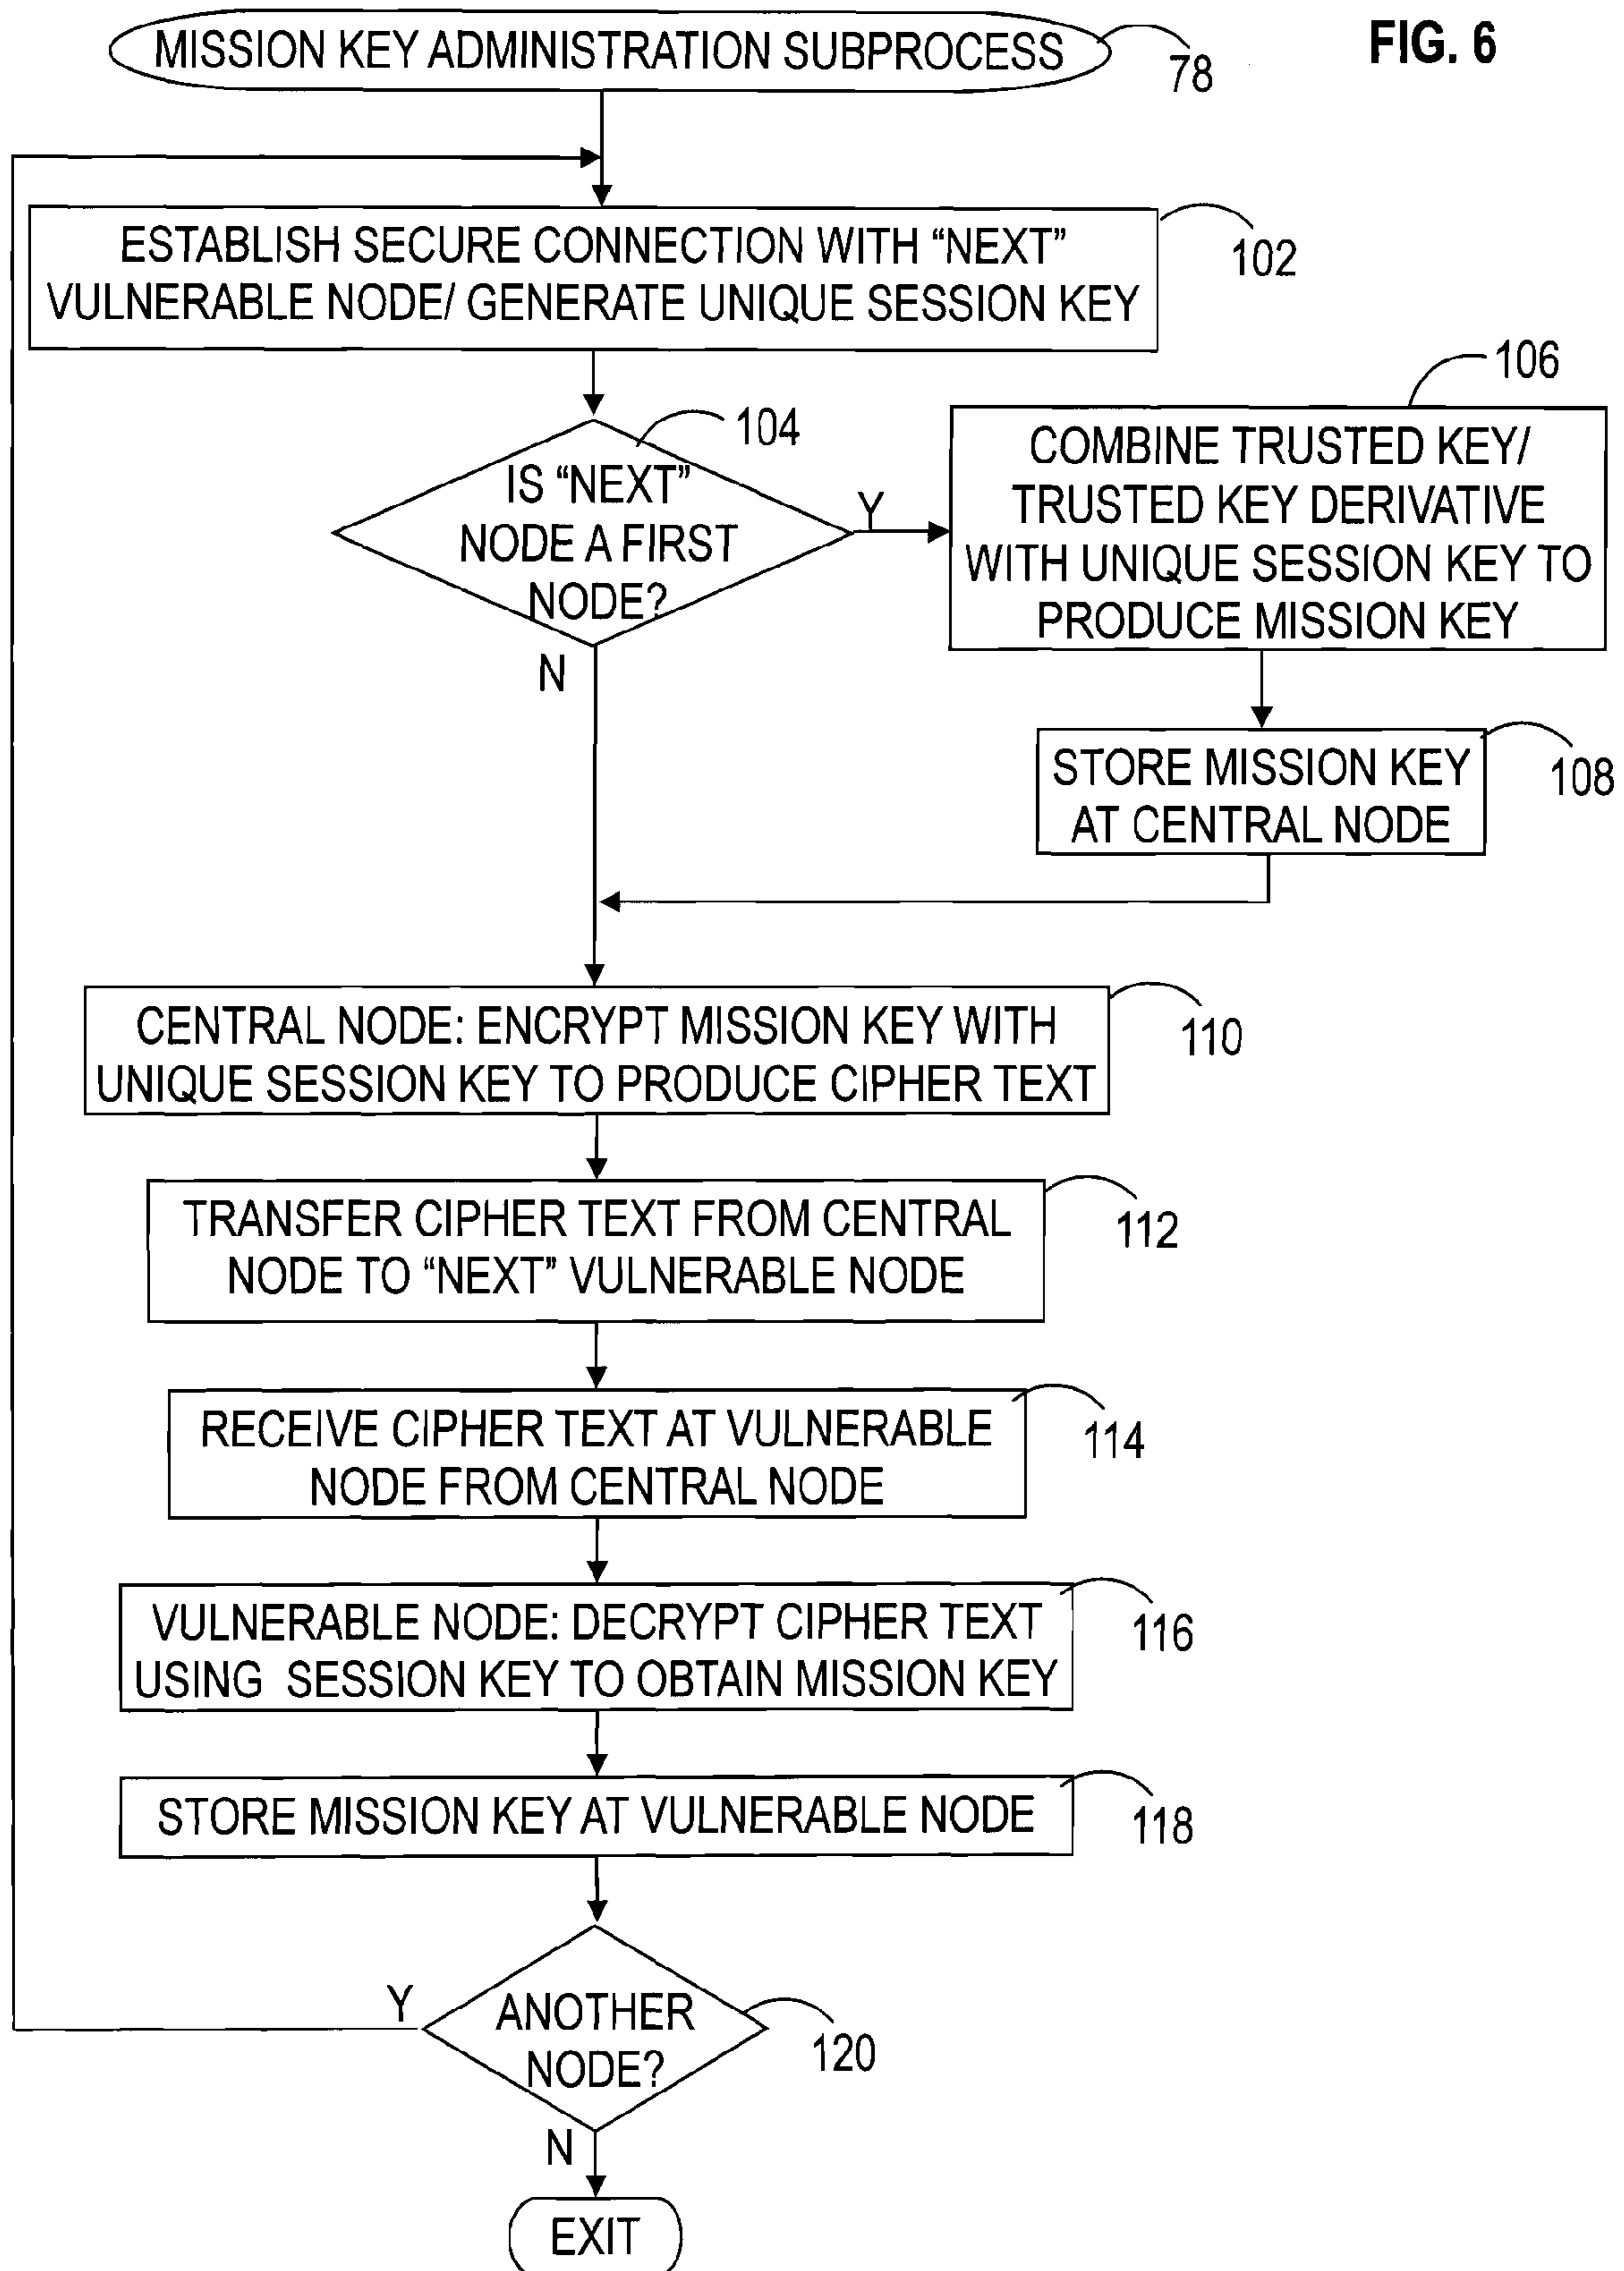 MISSION KEY ADMINISTRATION SUBPROCESS
78
FIG. 6
ESTABLISH SECURE CONNECTION WITH “NEXT”
VULNERABLE NODE/ GENERATE UNIQUE SESSION KEY
102
104
IS “NEXT”
NODE A FIRST
NODE?
Y
N
106
COMBINE TRUSTED KEY/
TRUSTED KEY DERIVATIVE
WITH UNIQUE SESSION KEY TO
PRODUCE MISSION KEY
STORE MISSION KEY
AT CENTRAL NODE
108
CENTRAL NODE: ENCRYPT MISSION KEY WITH
UNIQUE SESSION KEY TO PRODUCE CIPHER TEXT
110
TRANSFER CIPHER TEXT FROM CENTRAL
NODE TO “NEXT” VULNERABLE NODE
112
RECEIVE CIPHER TEXT AT VULNERABLE
NODE FROM CENTRAL NODE
114
VULNERABLE NODE: DECRYPT CIPHER TEXT
USING SESSION KEY TO OBTAIN MISSION KEY
116
STORE MISSION KEY AT VULNERABLE NODE
118
Y
ANOTHER
NODE?
120
N
EXIT